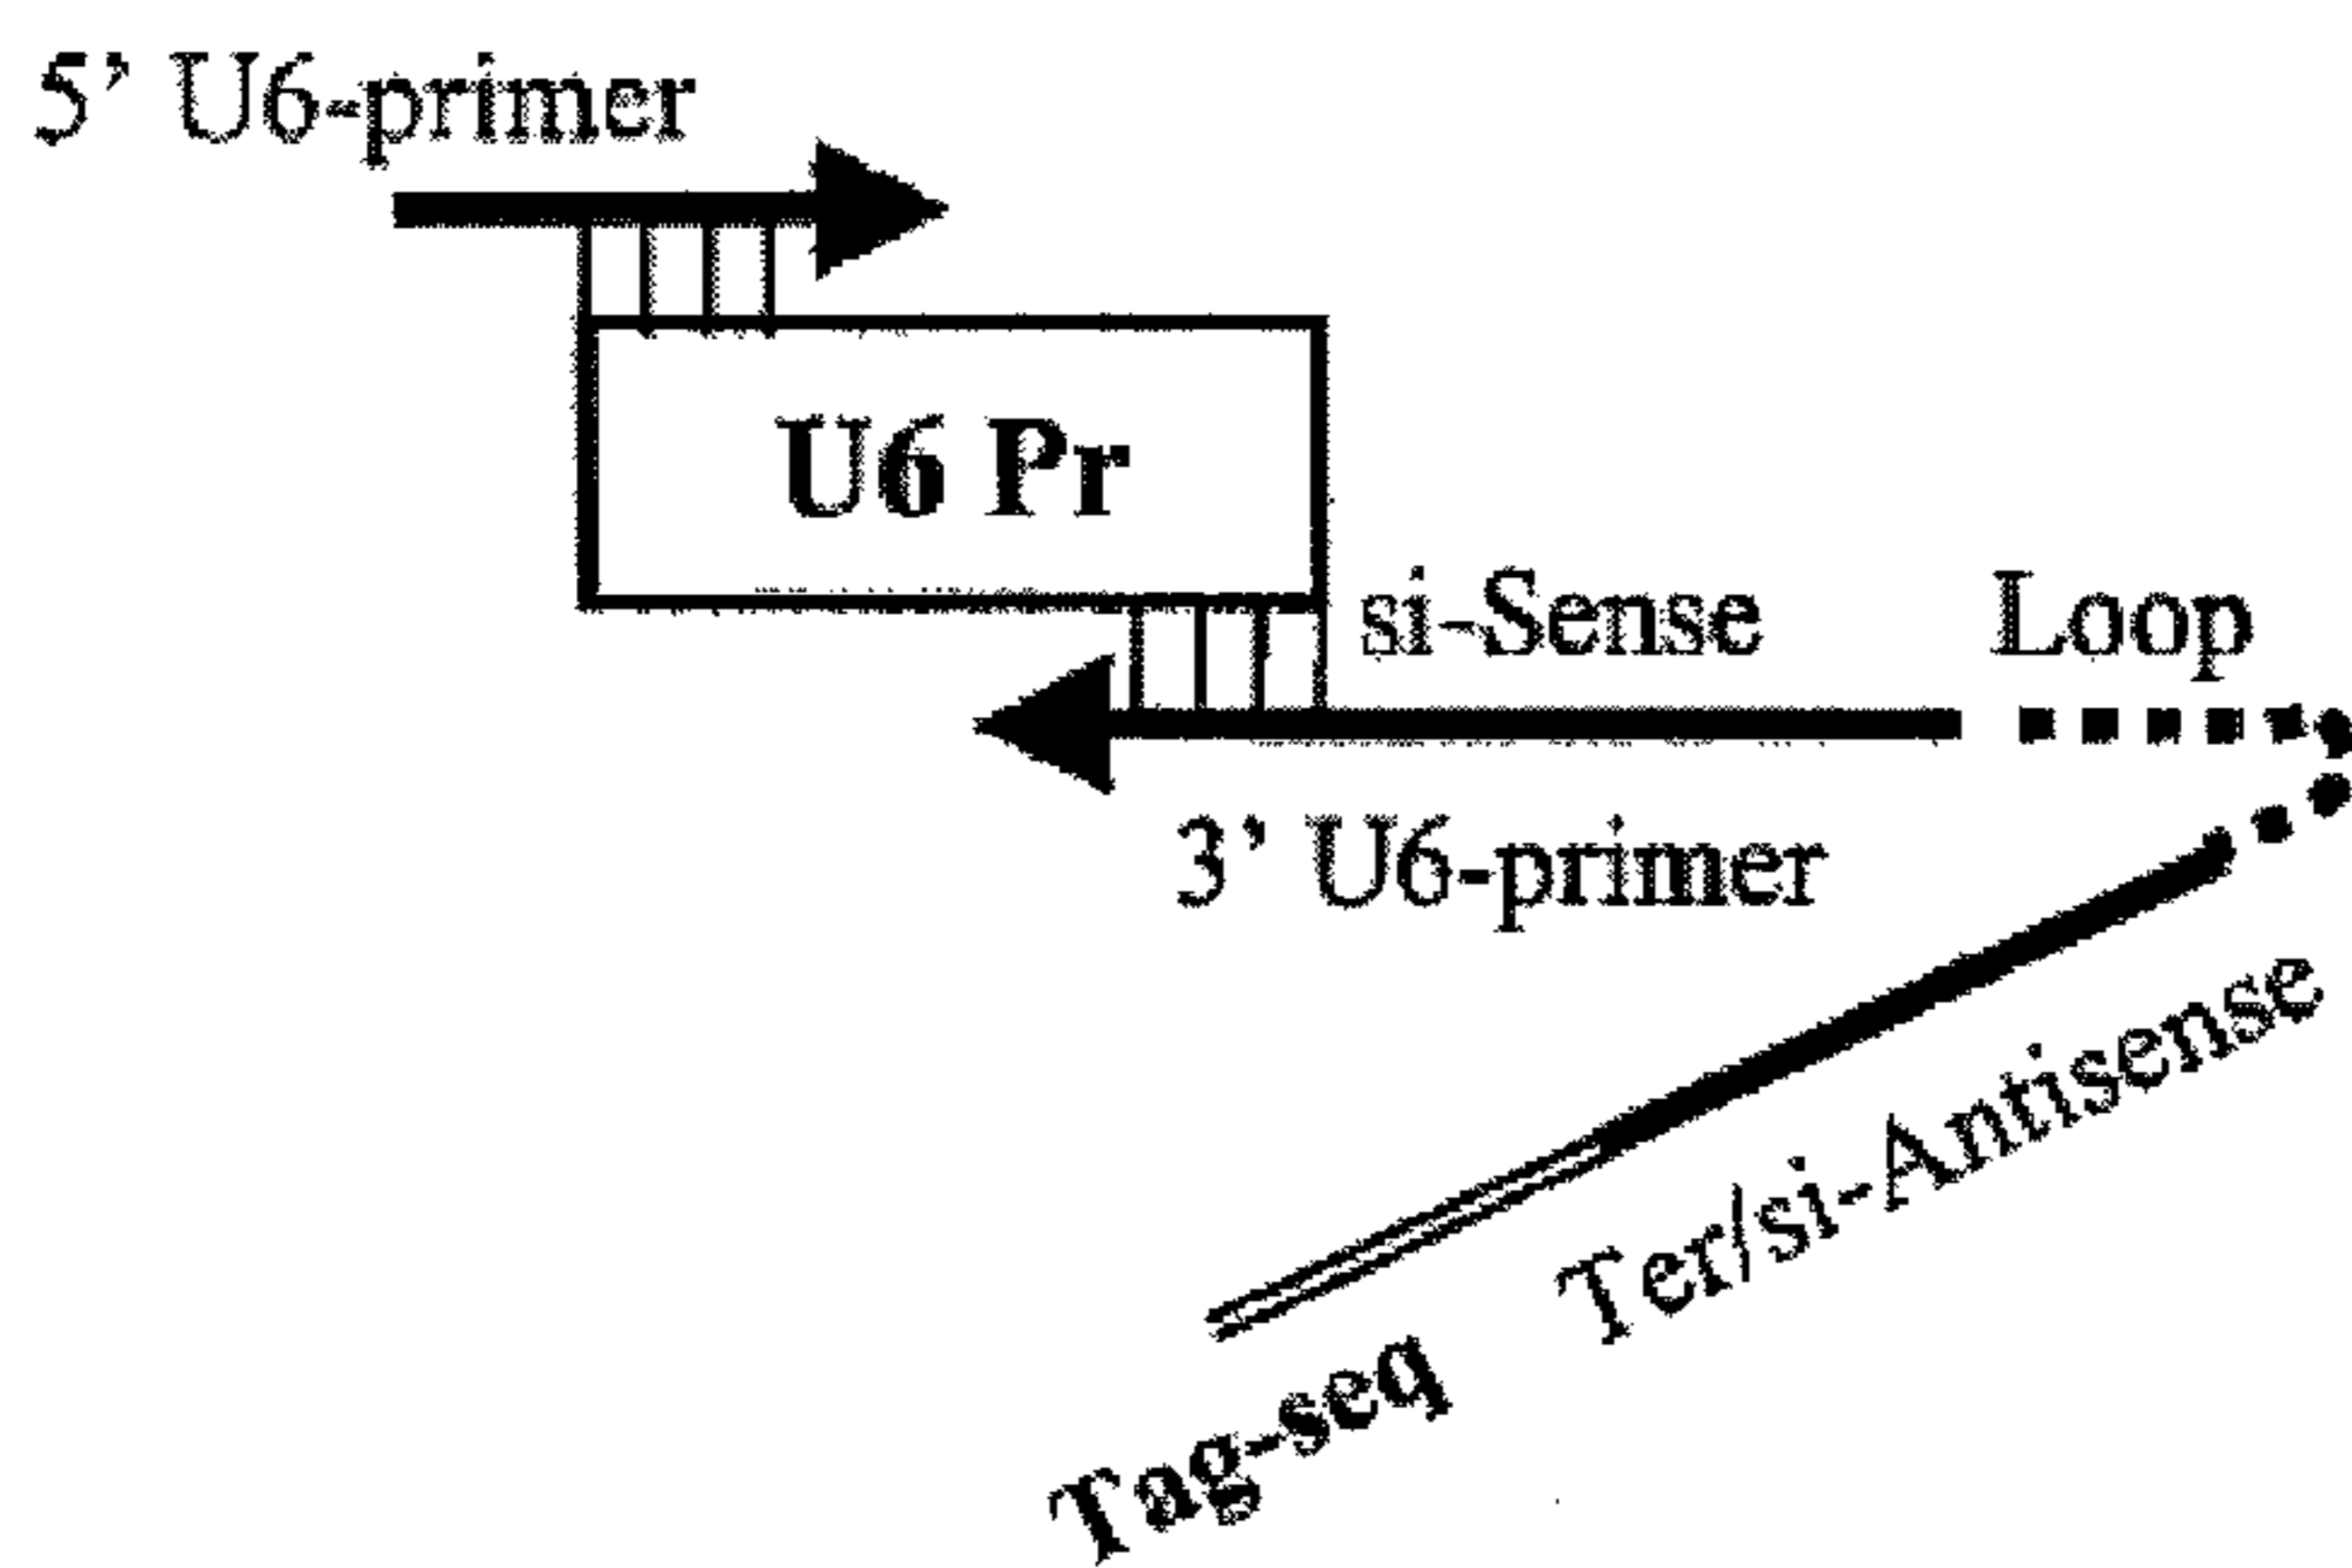 5’ U6-primer
U6 Pr
si-Sense
Loop
3’ U6-primer
Ter/si-Antisense
Tag-seq